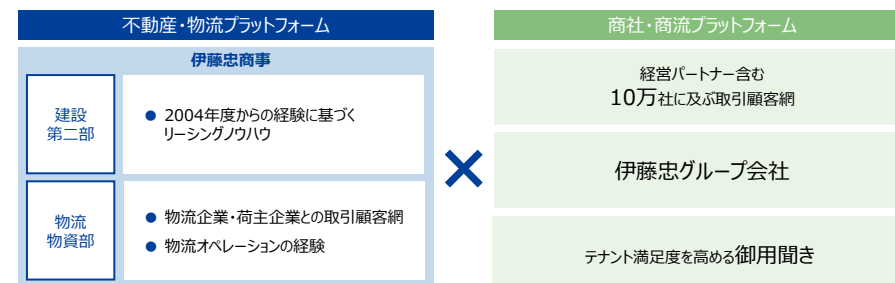 不動産・物流プラットフォーム
伊藤忠商事
建設
第二部
● 2004年度からの経験に基づく
リーシングノウハウ
物流
物資部
● 物流企業・荷主企業との取引顧客網
● 物流オペレーションの経験
×
商社・商流プラットフォーム
経営パートナー含む
10万社に及ぶ取引顧客網
伊藤忠グループ会社
テナント満足度を高める御用聞き